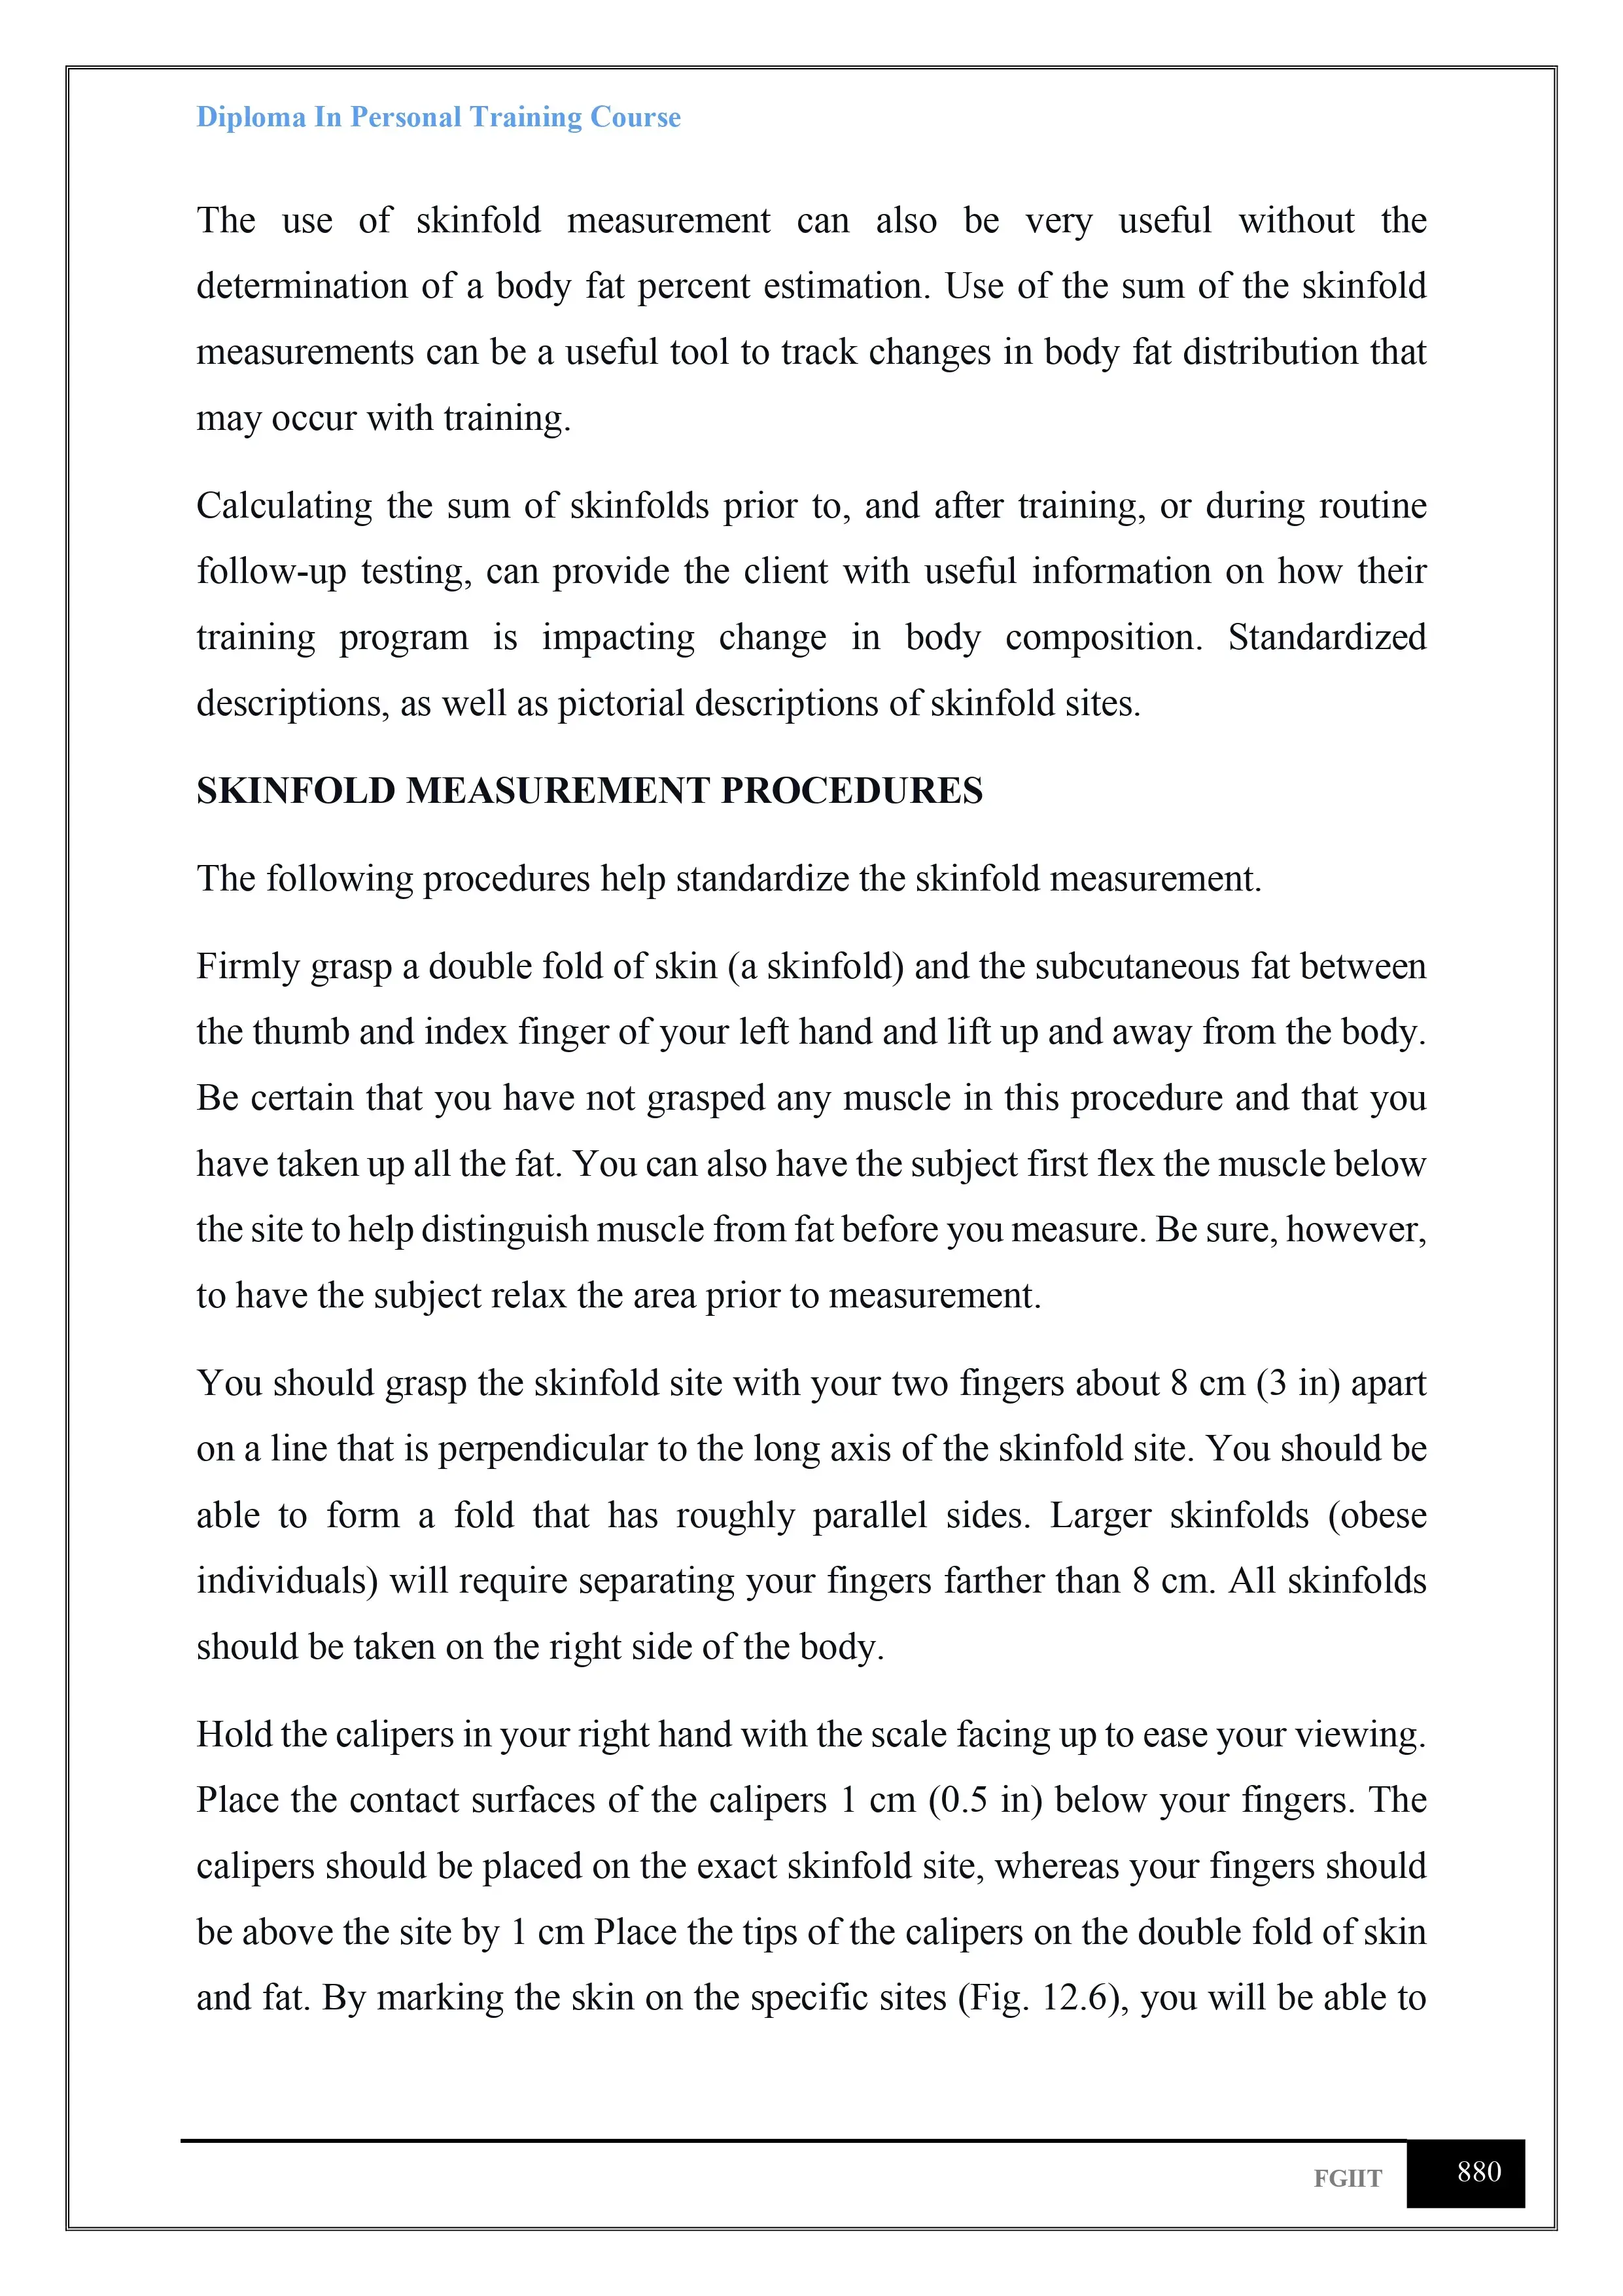 Diploma In Personal Training Course
The use of skinfold measurement can also be very useful without the
determination of a body fat percent estimation. Use of the sum of the skinfold
measurements can be a useful tool to track changes in body fat distribution that
may occur with training.
Calculating the sum of skinfolds prior to, and after training, or during routine
follow-up testing, can provide the client with useful information on how their
training program is impacting change in body composition. Standardized
descriptions, as well as pictorial descriptions of skinfold sites.
SKINFOLD MEASUREMENT PROCEDURES
The following procedures help standardize the skinfold measurement.
Firmly grasp a double fold of skin (a skinfold) and the subcutaneous fat between
the thumb and index finger of your left hand and lift up and away from the body.
Be certain that you have not grasped any muscle in this procedure and that you
have taken up all the fat. You can also have the subject first flex the muscle below
the site to help distinguish muscle from fat before you measure. Be sure, however,
to have the subject relax the area prior to measurement.
You should grasp the skinfold site with your two fingers about 8 cm (3 in) apart
on a line that is perpendicular to the long axis of the skinfold site. You should be
able to form a fold that has roughly parallel sides. Larger skinfolds (obese
individuals) will require separating your fingers farther than 8 cm. All skinfolds
should be taken on the right side of the body.
Hold the calipers in your right hand with the scale facing up to ease your viewing.
Place the contact surfaces of the calipers 1 cm (0.5 in) below your fingers. The
calipers should be placed on the exact skinfold site, whereas your fingers should
be above the site by 1 cm Place the tips of the calipers on the double fold of skin
and fat. By marking the skin on the specific sites (Fig. 12.6), you will be able to
FGIIT 880